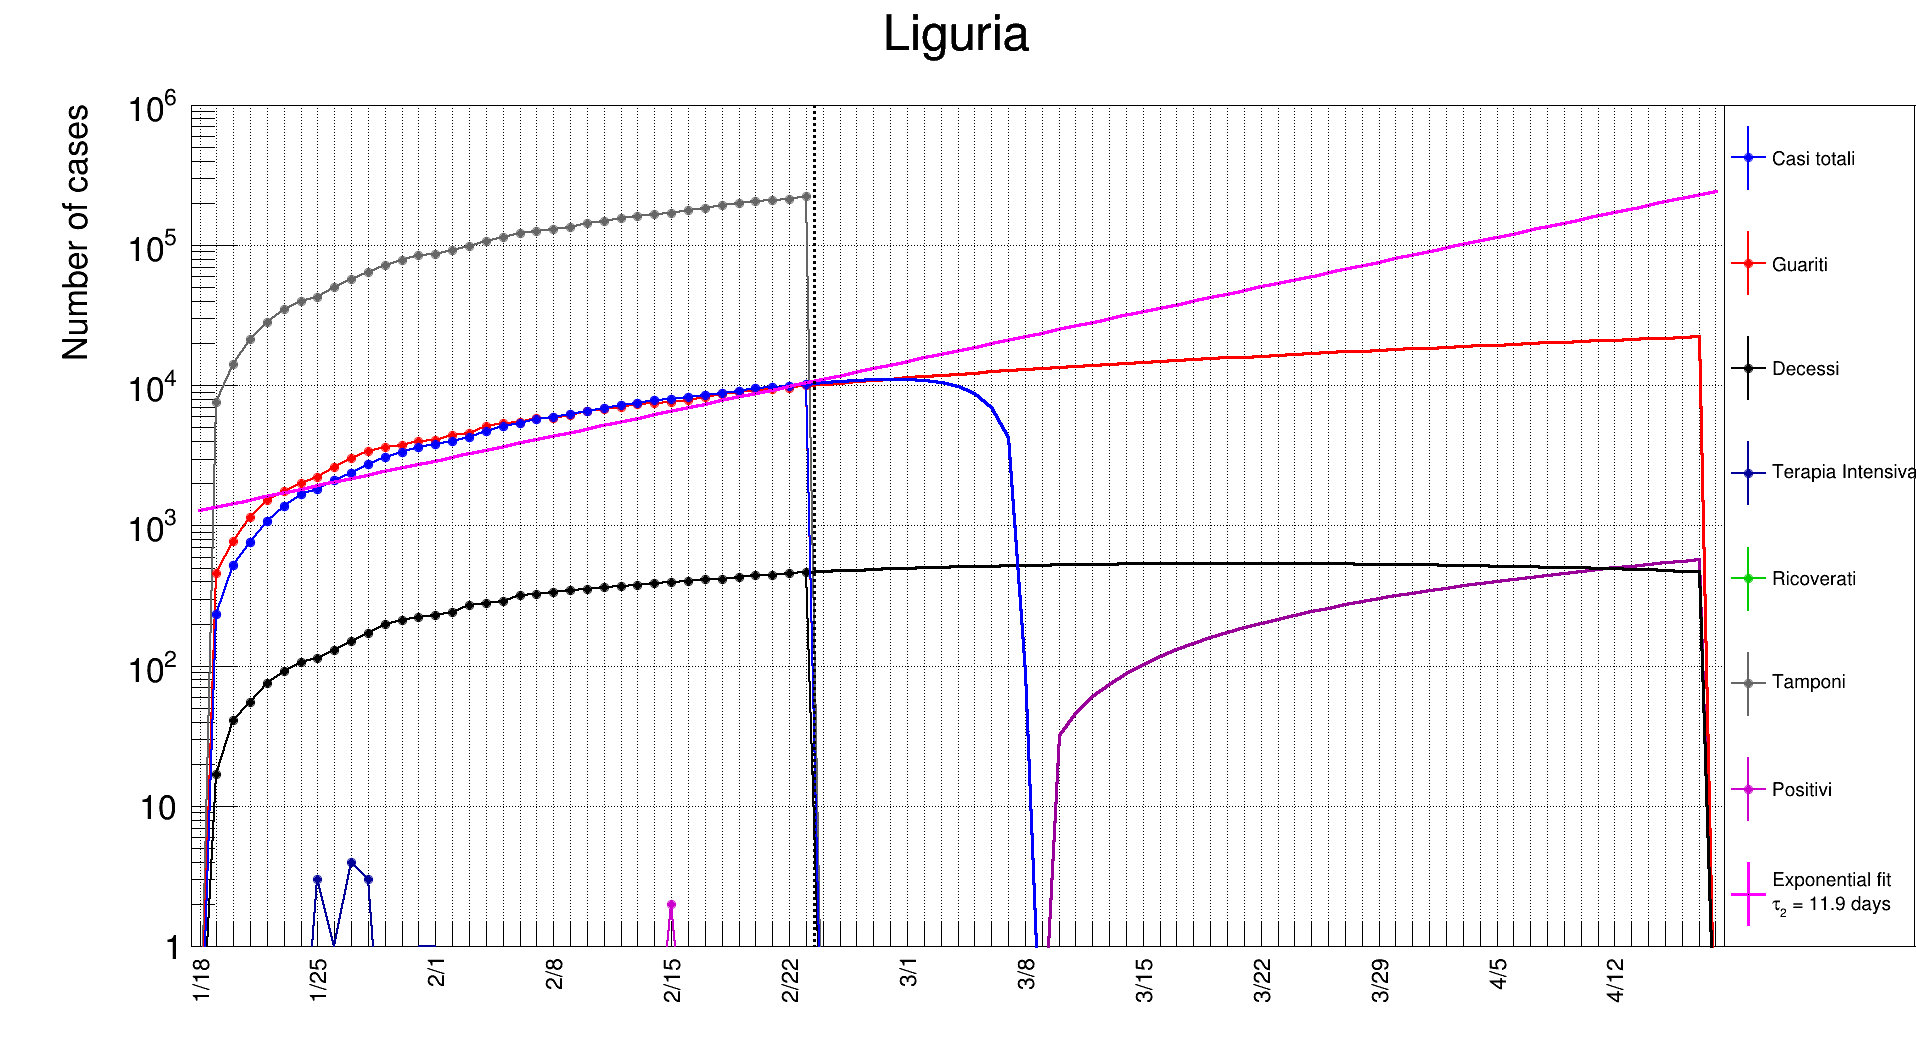 Liguria
Number of cases
10^6
10^5
10^4
10^3
10^2
10
1
1/18
1/25
2/1
2/8
2/15
2/22
3/1
3/8
3/15
3/22
3/29
4/5
4/12
Casi totali
Guariti
Decessi
Terapia Intensiva
Ricoverati
Tamponi
Positivi
Exponential fit
τ₂ = 11.9 days